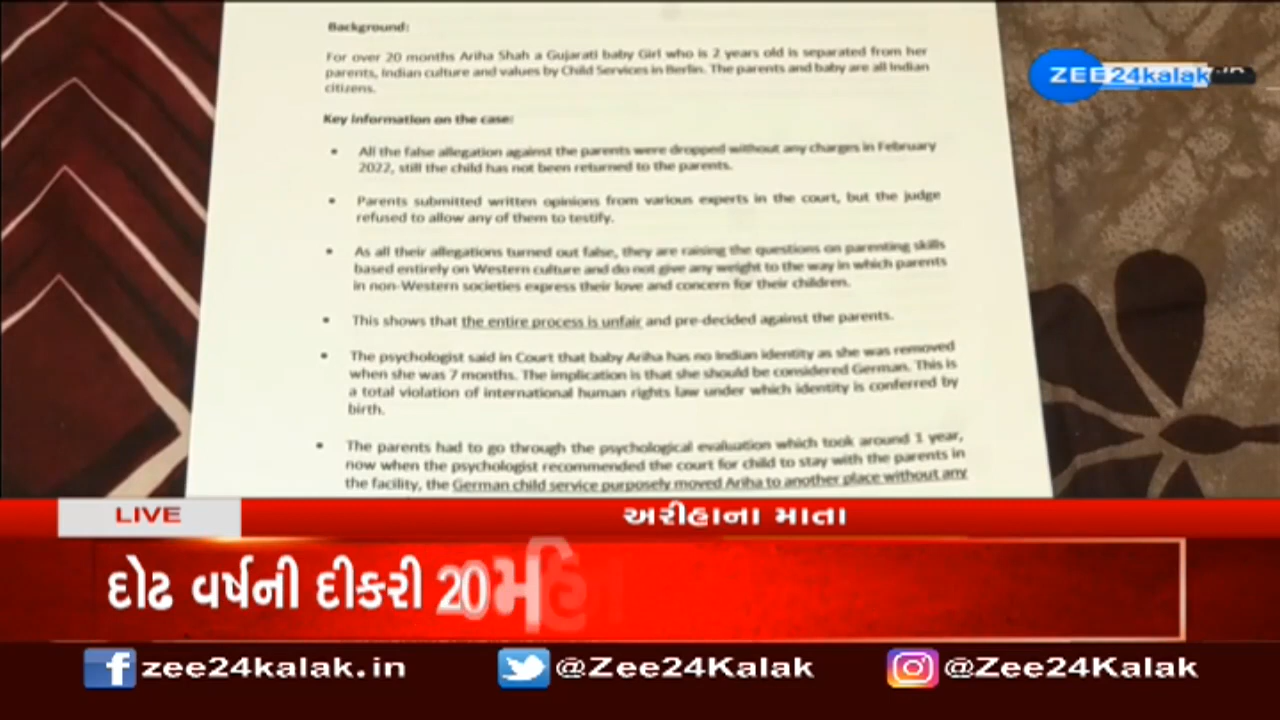 Background:
For over 20 months Ariha Shah a Gujarati baby Girl who is 2 years old is separated from her
parents, Indian culture and values by Child Services in Berlin. The parents and baby are all Indian
citizens.
Key information on the case:
• All the false allegation against the parents were dropped without any charges in February
2022, still the child has not been returned to the parents.
• Parents submitted written opinions from various experts in the court, but the judge
refused to allow any of them to testify.
• As all their allegations turned out false, they are raising the questions on parenting skills
based entirely on Western culture and do not give any weight to the way in which parents
in non-Western societies express their love and concern for their children.
• This shows that the entire process is unfair and pre-decided against the parents.
• The psychologist said in Court that baby Ariha has no Indian identity as she was removed
when she was 7 months. The implication is that she should be considered German. This is
a total violation of international human rights law under which identity is conferred by
birth.
• The parents had to go through the psychological evaluation which took around 1 year,
now when the psychologist recommended the court for child to stay with the parents in
the facility, the German child service purposely moved Ariha to another place without any
ZEE24kalak
LIVE
અરીહાના માતા
દોઢ વર્ષની દીકરી 20
zee24kalak.in
@Zee24Kalak
@Zee24Kalak